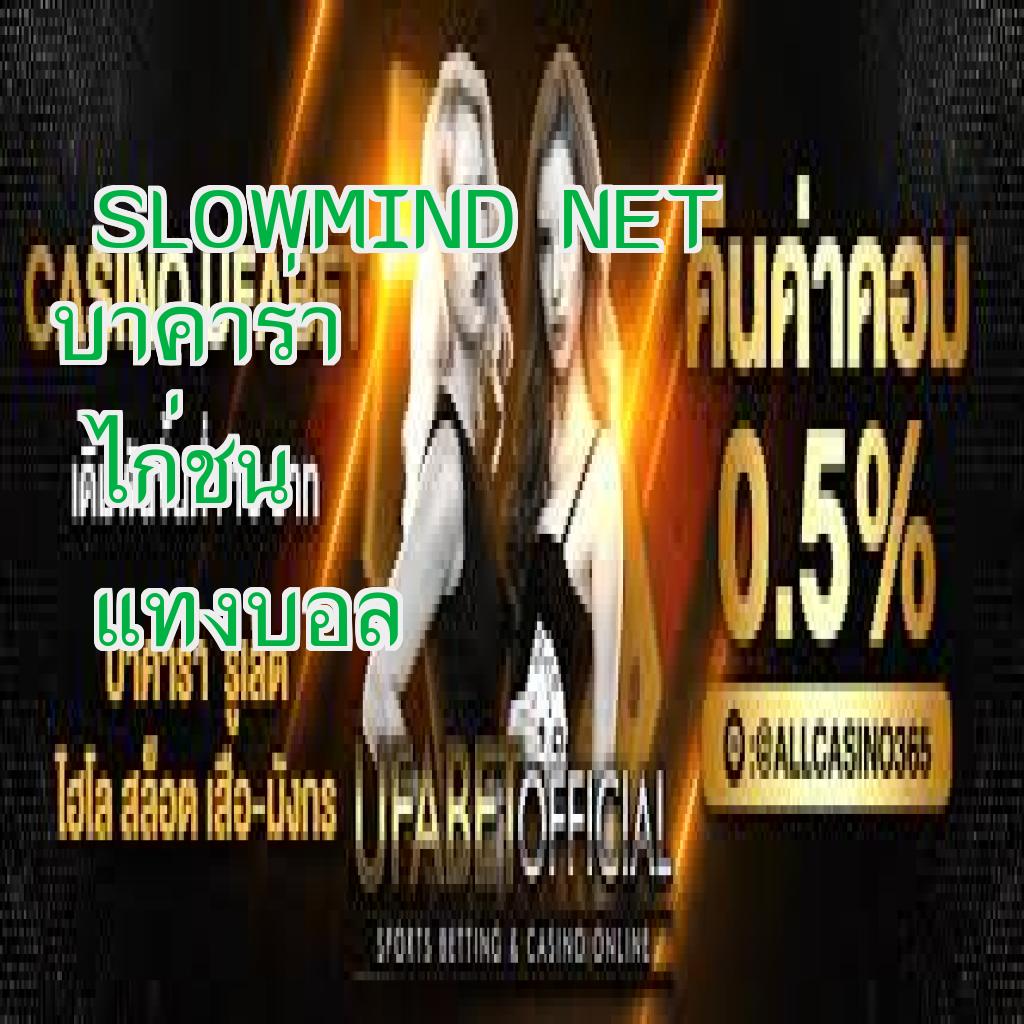 SLOWMIND NET
CASINO UFABET
บาคาร่า
ไก่ชน
แทงบอล
บาคาร่า รูเล็ต
ไฮโล สล็อต เสือ-มังกร
คืนค่าคอม
0.5%
:@ALLCASINO365
UFABET OFFICIAL
SPORTS BETTING & CASINO ONLINE